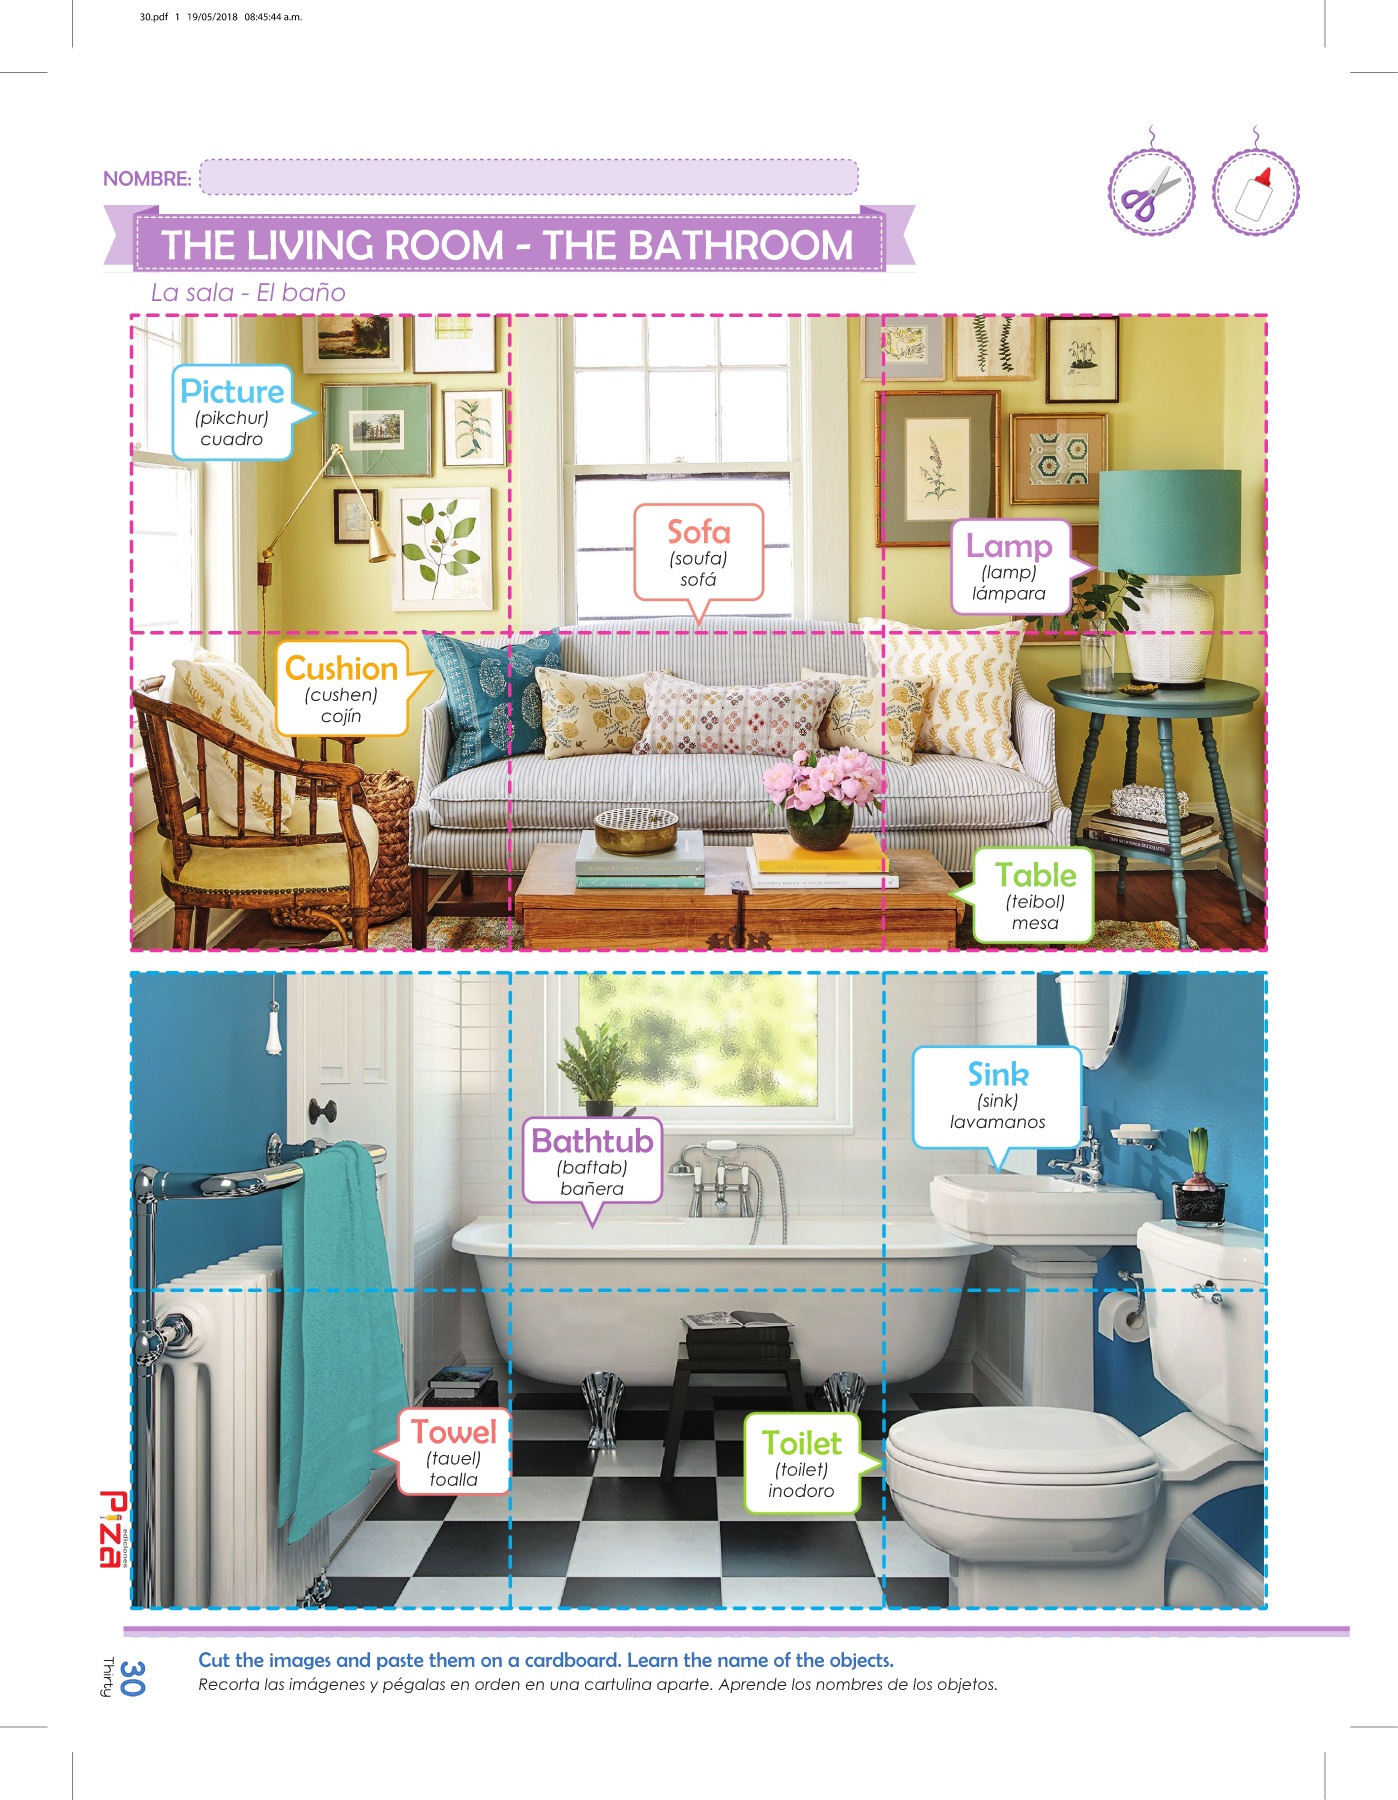 30.pdf 1 19/05/2018 08:45:44 a.m.
NOMBRE:
THE LIVING ROOM - THE BATHROOM
La sala - El baño
Picture
(pikchur)
cuadro
Sofa
(soufa)
sofá
Lamp
(lamp)
lámpara
Cushion
(cushen)
cojín
Table
(teibol)
mesa
Sink
(sink)
lavamanos
Bathtub
(baftab)
bañera
Towel
(tauel)
toalla
Toilet
(toilet)
inodoro
Piza
ediciones
30
Thirty
Cut the images and paste them on a cardboard. Learn the name of the objects.
Recorta las imágenes y pégalas en orden en una cartulina aparte. Aprende los nombres de los objetos.